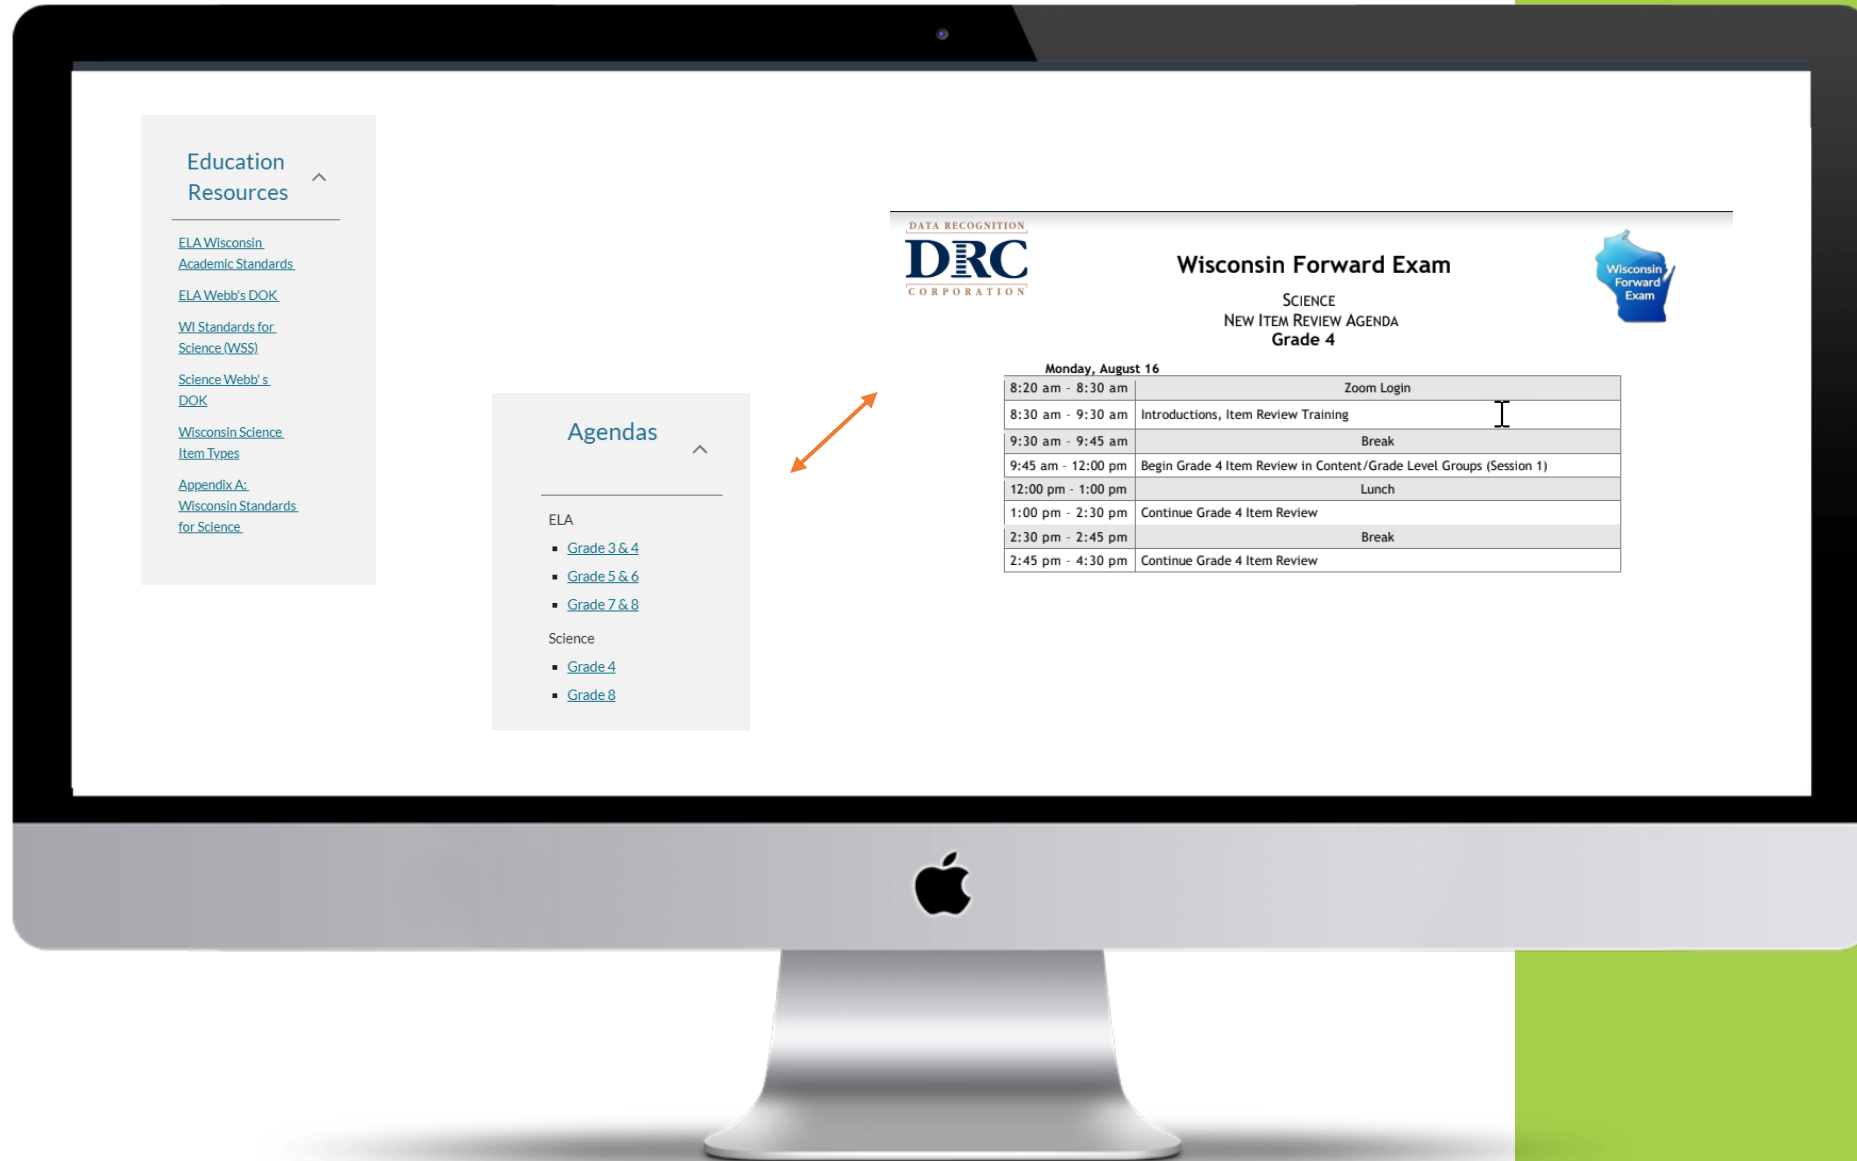 Education
Resources
ELA Wisconsin
Academic Standards
ELA Webb's DOK
WI Standards for
Science (WSS)
Science Webb' s
DOK
Wisconsin Science
Item Types
Appendix A:
Wisconsin Standards
for Science
Agendas
ELA
▪ Grade 3 & 4
▪ Grade 5 & 6
▪ Grade 7 & 8
Science
▪ Grade 4
▪ Grade 8
DATA RECOGNITION
DRC
CORPORATION
Wisconsin Forward Exam
SCIENCE
NEW ITEM REVIEW AGENDA
Grade 4
Wisconsin
Forward
Exam
Monday, August 16
8:20 am - 8:30 am Zoom Login
8:30 am - 9:30 am Introductions, Item Review Training
9:30 am - 9:45 am Break
9:45 am - 12:00 pm Begin Grade 4 Item Review in Content/Grade Level Groups (Session 1)
12:00 pm - 1:00 pm Lunch
1:00 pm - 2:30 pm Continue Grade 4 Item Review
2:30 pm - 2:45 pm Break
2:45 pm - 4:30 pm Continue Grade 4 Item Review